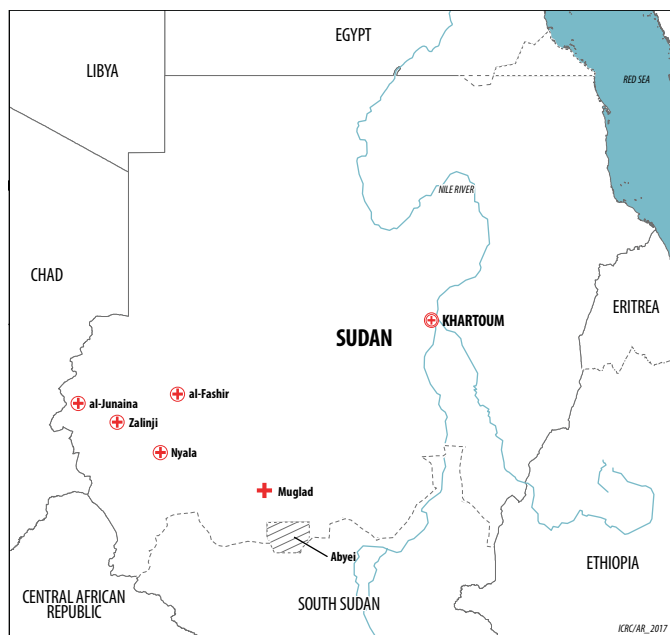 EGYPT
LIBYA
RED SEA
NILE RIVER
CHAD
ERITREA
KHARTOUM
SUDAN
al-Fashir
al-Junaina
Zalinji
Nyala
Muglad
Abyei
ETHIOPIA
CENTRAL AFRICAN
REPUBLIC
SOUTH SUDAN
ICRC/AR_2017